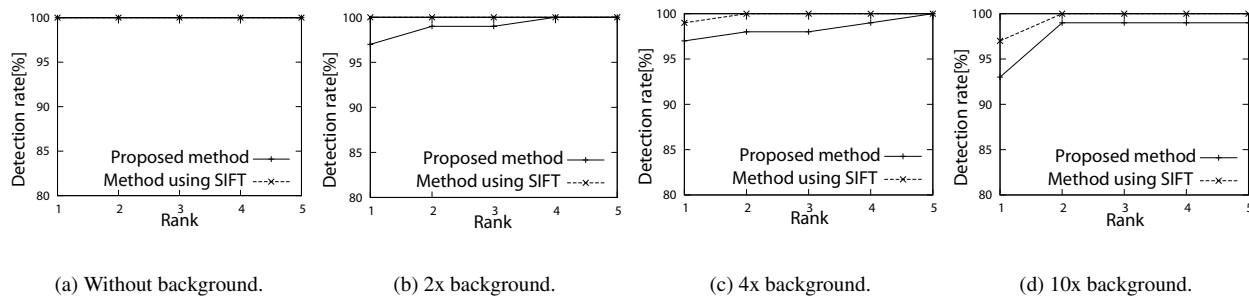 Detection rate[%]
100
95
90
85
80
Proposed method
Method using SIFT
1 2 3 4 5
Rank
(a) Without background.
Detection rate[%]
100
95
90
85
80
Proposed method
Method using SIFT
1 2 3 4 5
Rank
(b) 2x background.
Detection rate[%]
100
95
90
85
80
Proposed method
Method using SIFT
1 2 3 4 5
Rank
(c) 4x background.
Detection rate[%]
100
95
90
85
80
Proposed method
Method using SIFT
1 2 3 4 5
Rank
(d) 10x background.